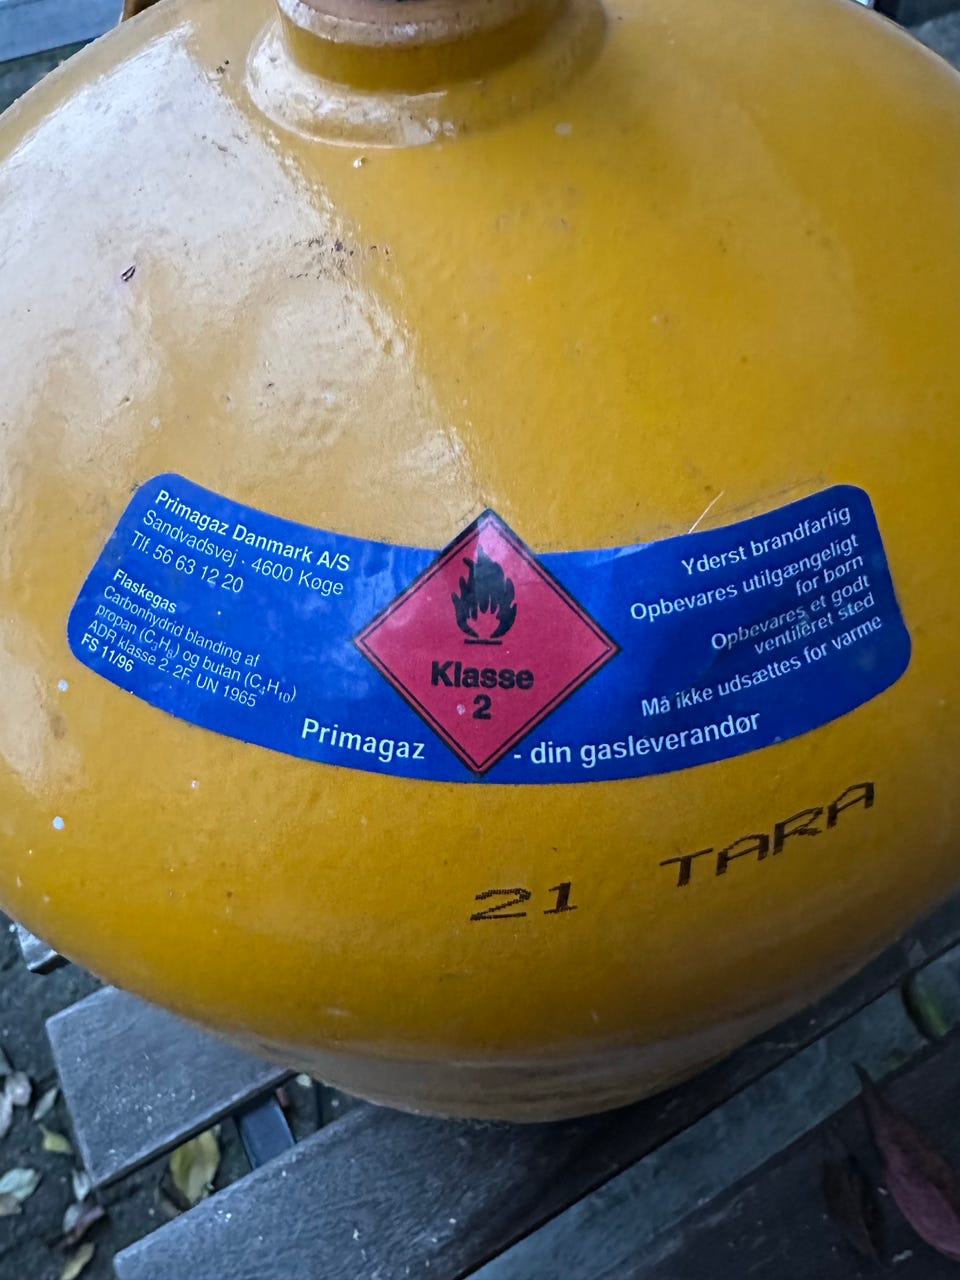 Primagaz Danmark A/S
Sandvadsvej . 4600 Køge
Tlf. 56 63 12 20
Flaskegas
Carbonhydrid blanding af
propan (C₃H₈) og butan (C₄H₁₀)
ADR klasse 2. 2F, UN 1965
FS 11/96
Klasse
2
Yderst brandfarlig
Opbevares utilgængeligt
for børn
Opbevares et godt
ventileret sted
Må ikke udsættes for varme
Primagaz - din gasleverandør
21 TARA